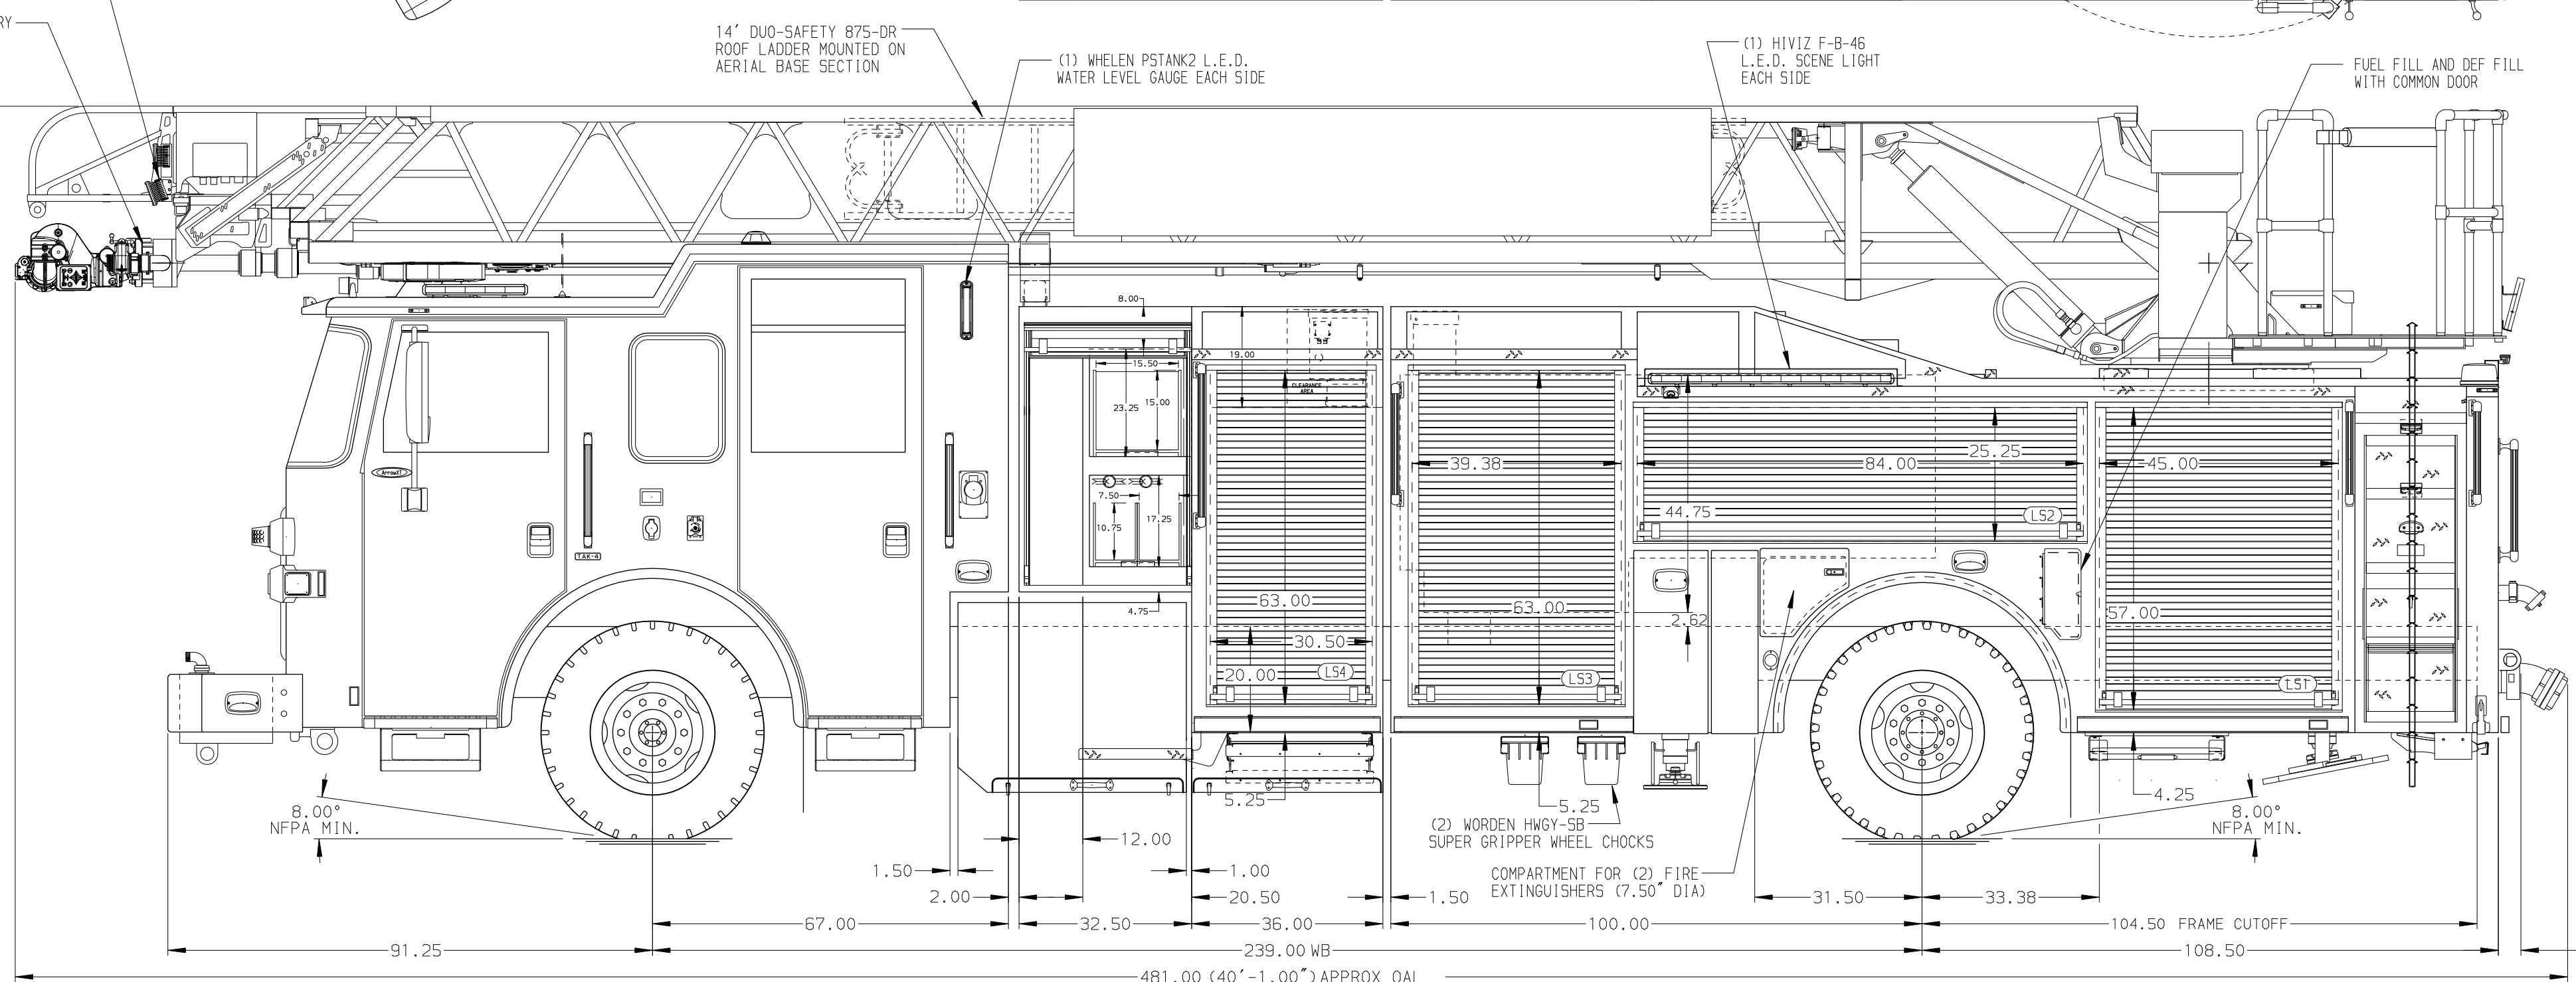 RY
14' DUO-SAFETY 875-DR
ROOF LADDER MOUNTED ON
AERIAL BASE SECTION
(1) WHELEN PSTANK2 L.E.D.
WATER LEVEL GAUGE EACH SIDE
(1) HIVIZ F-B-46
L.E.D. SCENE LIGHT
EACH SIDE
FUEL FILL AND DEF FILL
WITH COMMON DOOR
8.00
19.00
15.50
23.25
15.00
CLEARANCE
AREA
7.50
10.75
17.25
4.75
ArrowXT
TAK-4
63.00
30.50
20.00
LS4
39.38
63.00
LS3
84.00
25.25
44.75
LS2
2.62
45.00
57.00
LS1
5.25
5.25
4.25
8.00°
NFPA MIN.
8.00°
NFPA MIN.
(2) WORDEN HWGY-SB
SUPER GRIPPER WHEEL CHOCKS
COMPARTMENT FOR (2) FIRE
EXTINGUISHERS (7.50" DIA)
12.00
1.50
1.00
2.00
20.50
1.50
31.50
33.38
67.00
32.50
36.00
100.00
104.50 FRAME CUTOFF
91.25
239.00 WB
108.50
481.00 (40'-1.00") APPROX OAL